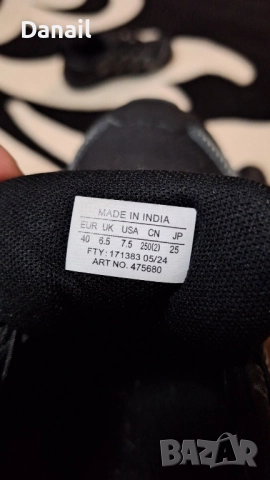 Danail
MADE IN INDIA
EUR UK USA CN JP
40 6.5 7.5 250(2) 25
FTY: 171383 05/24
ART NO. 475680
BAZAR